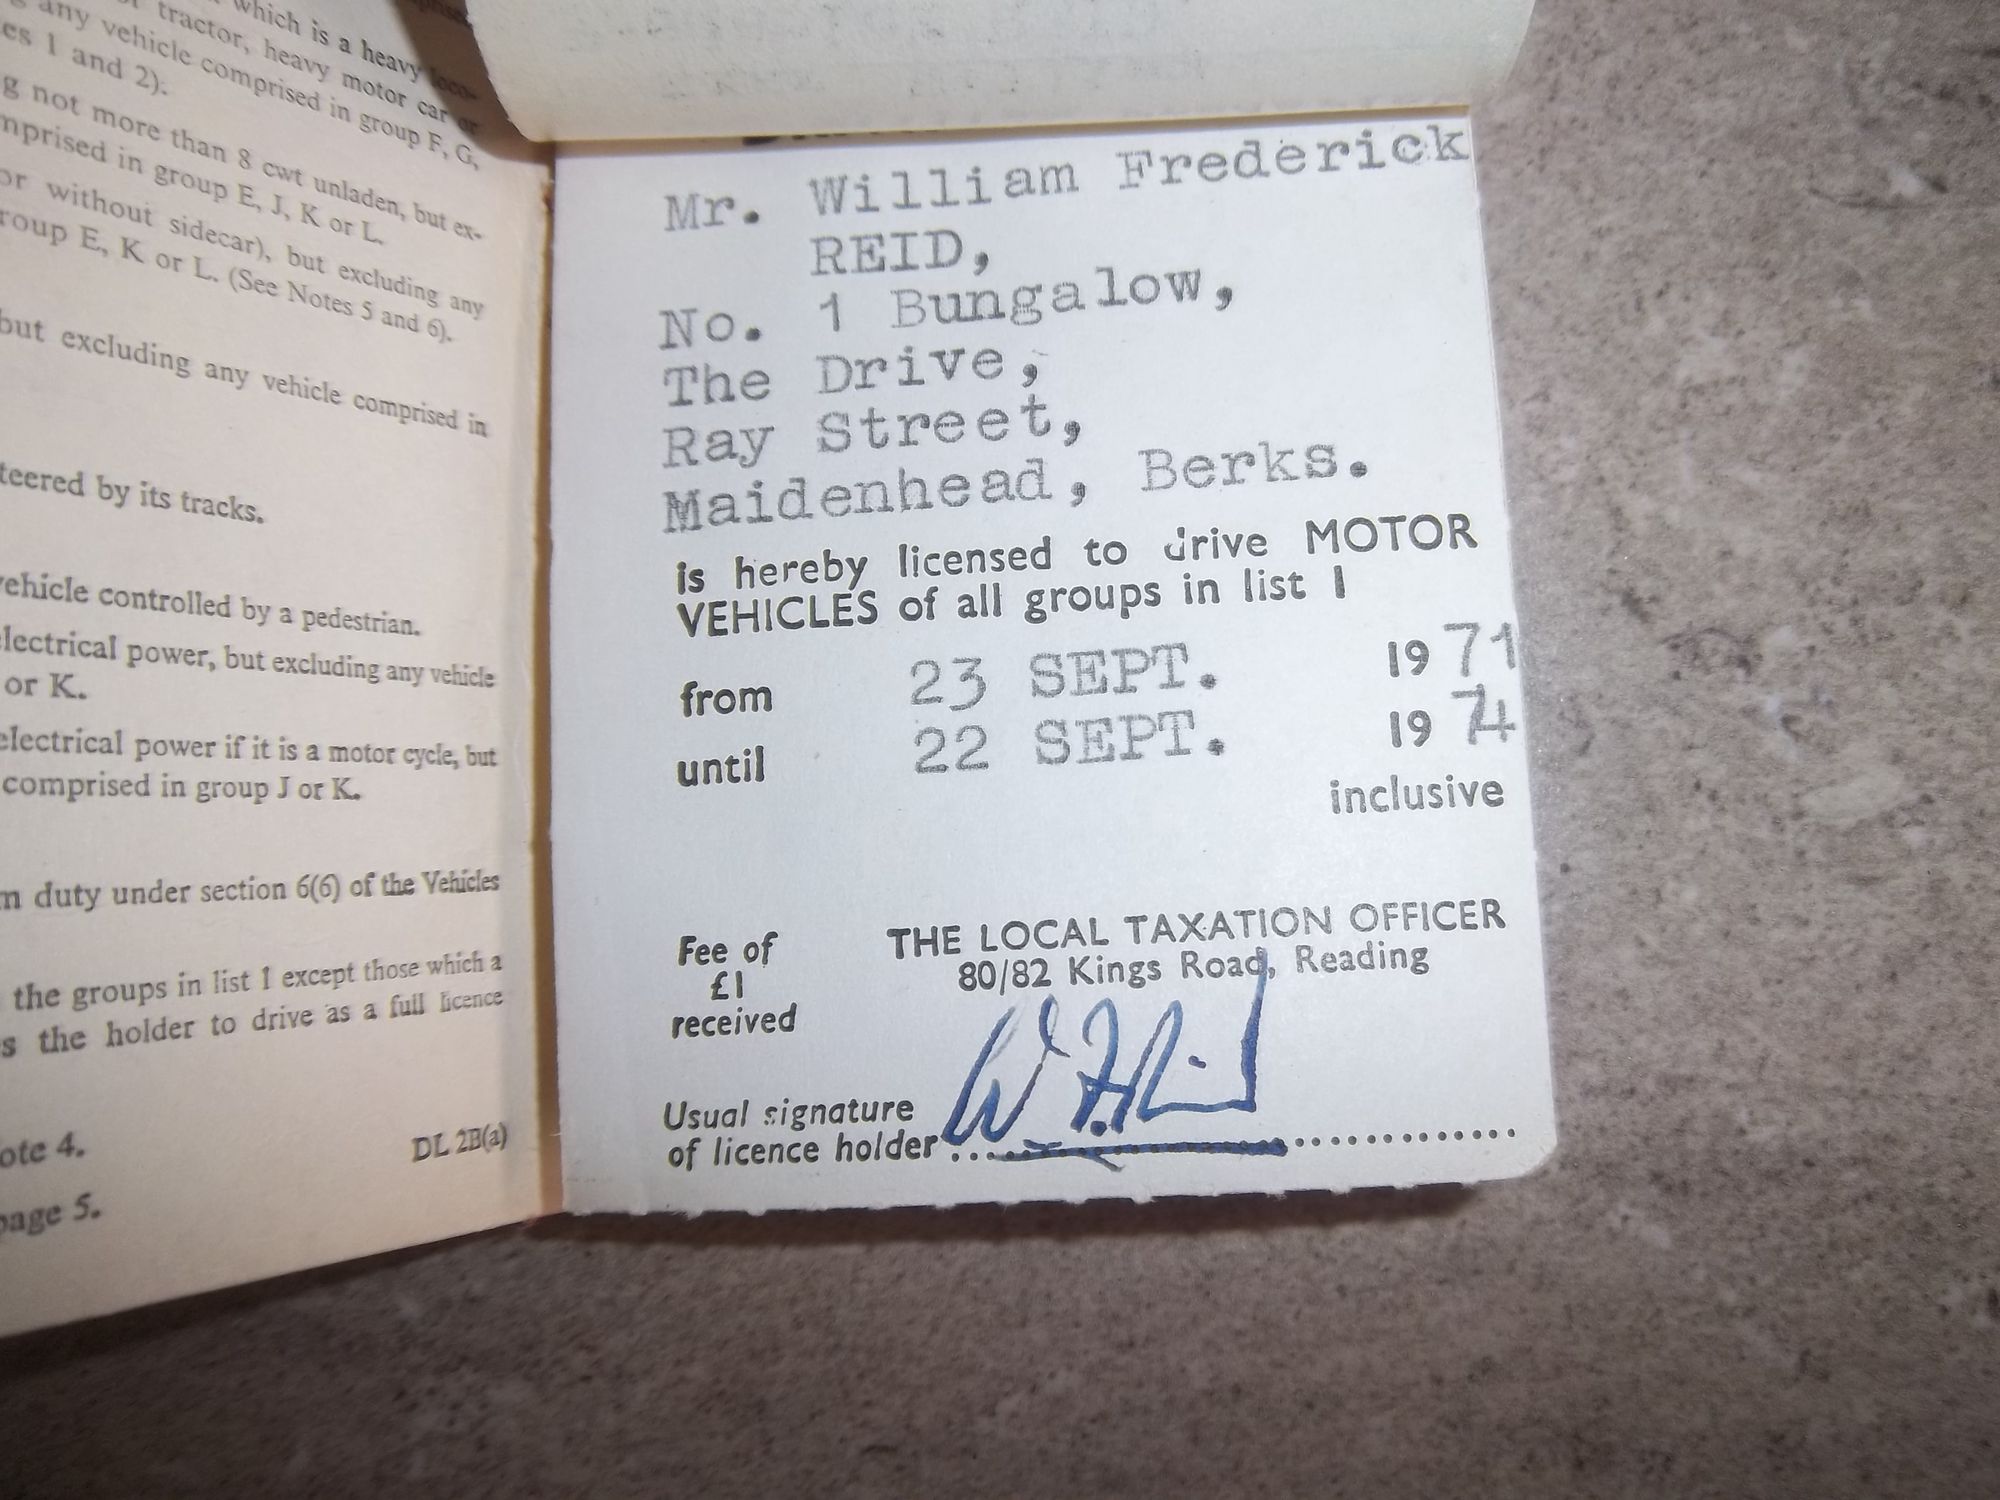 which is a heavy loco-
tractor, heavy motor car or
any vehicle comprised in group F, G,
es 1 and 2).
g not more than 8 cwt unladen, but ex-
mprised in group E, J, K or L.
or without sidecar), but excluding any
roup E, K or L. (See Notes 5 and 6).
but excluding any vehicle comprised in
teered by its tracks.
vehicle controlled by a pedestrian.
lectrical power, but excluding any vehicle
or K.
electrical power if it is a motor cycle, but
comprised in group J or K.
m duty under section 6(6) of the Vehicles
the groups in list 1 except those which a
s the holder to drive as a full licence
ote 4.
DL 2B(a)
page 5.
Mr. William Frederick
REID,
No. 1 Bungalow,
The Drive,
Ray Street,
Maidenhead, Berks.
is hereby licensed to drive MOTOR
VEHICLES of all groups in list 1
from 23 SEPT. 1971
until 22 SEPT. 1974
inclusive
Fee of
£1
received
THE LOCAL TAXATION OFFICER
80/82 Kings Road, Reading
Usual signature
of licence holder
W F Reid